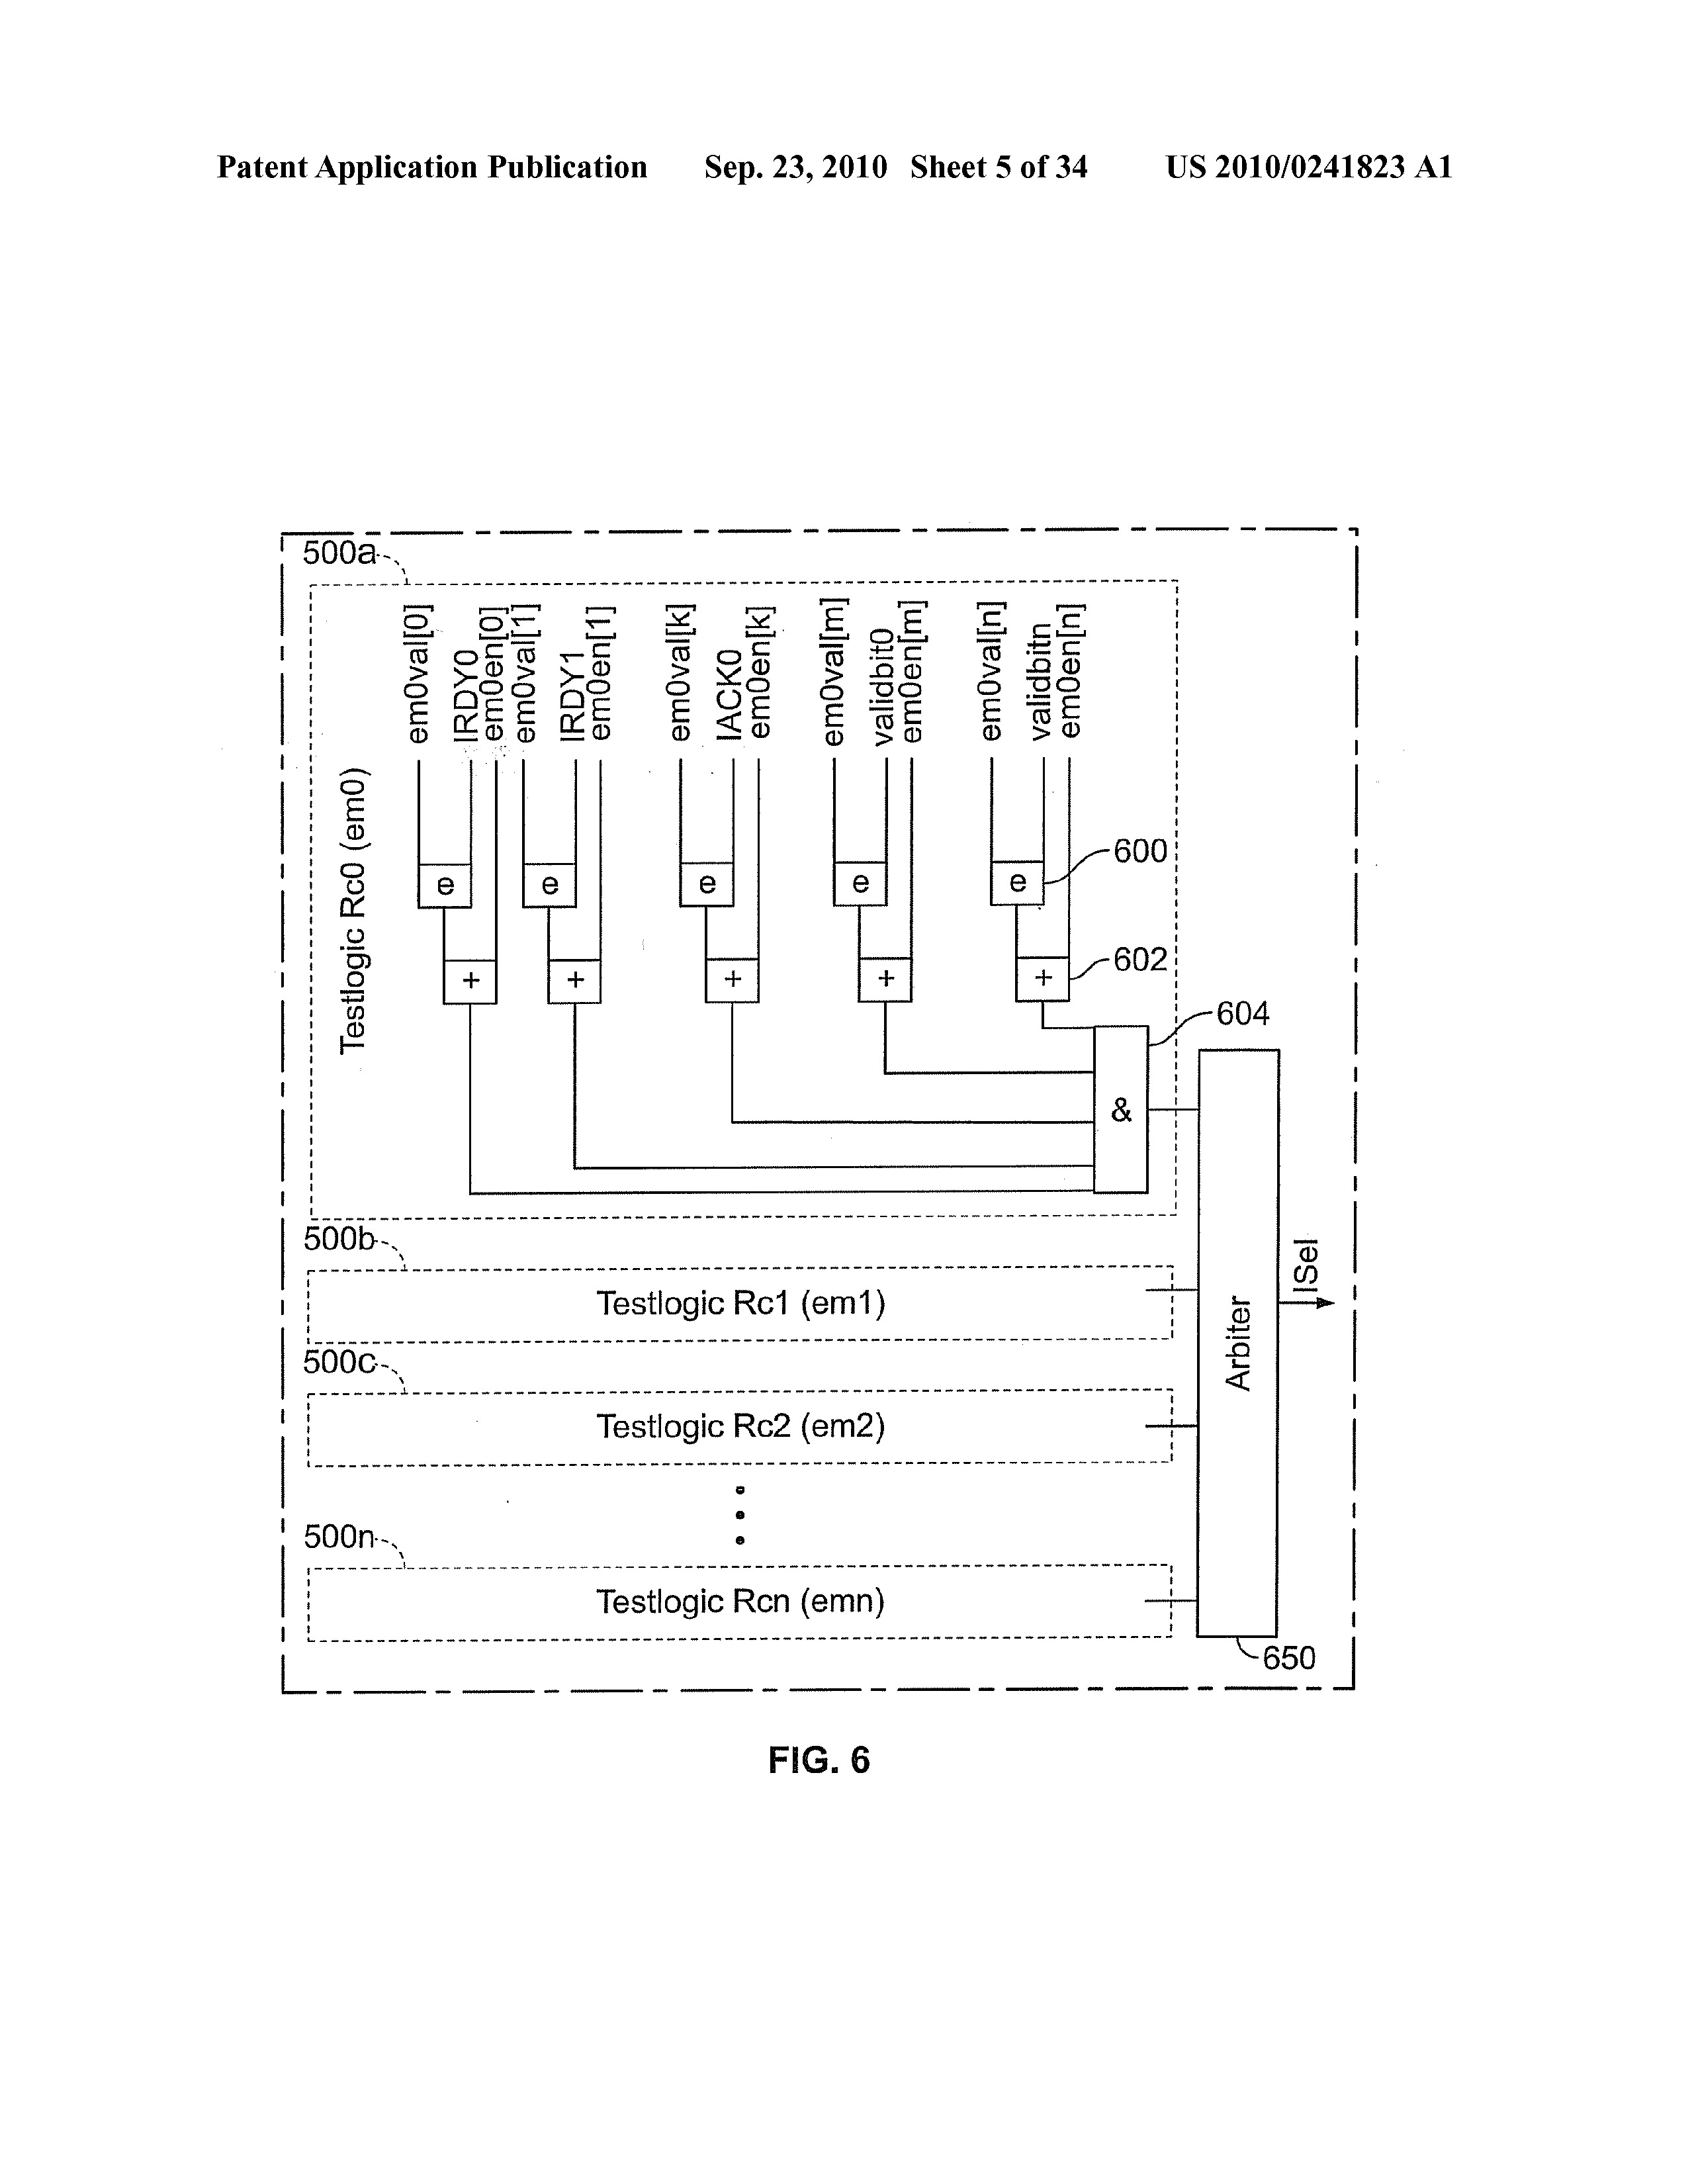 Patent Application Publication Sep. 23, 2010 Sheet 5 of 34 US 2010/0241823 A1
500a
Testlogic Rc0 (em0)
em0val[0]
IRDY0
em0en[0]
em0val[1]
IRDY1
em0en[1]
em0val[k]
IACK0
em0en[k]
em0val[m]
validbit0
em0en[m]
em0val[n]
validbitn
em0en[n]
e
e
e
e
e
600
+
+
+
+
+
602
604
&
500b
Testlogic Rc1 (em1)
500c
Testlogic Rc2 (em2)
500n
Testlogic Rcn (emn)
Arbiter
ISel
650
FIG. 6